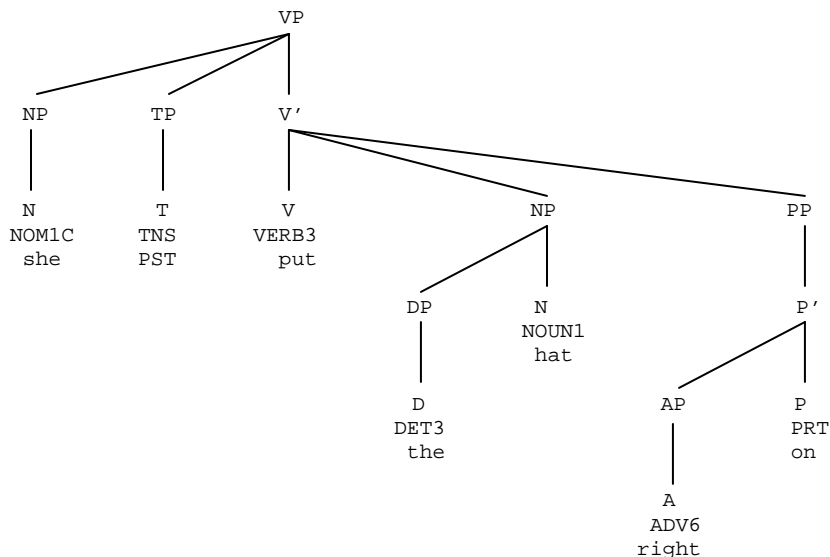 VP
NP TP V’
N T V NP PP
NOM1C TNS VERB3
she PST put
DP N P’
NOUN1
hat
D AP P
DET3 PRT
the on
A
ADV6
right